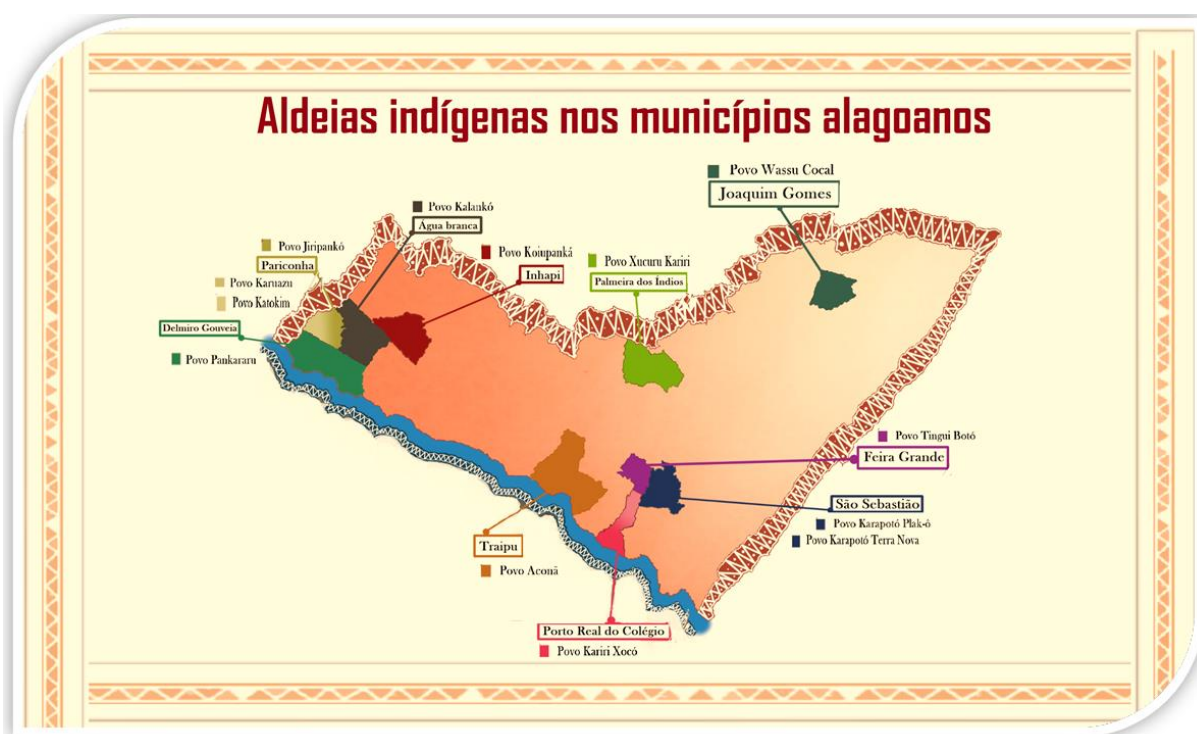 Aldeias indígenas nos municípios alagoanos
Povo Wassu Cocal
Joaquim Gomes
Povo Kalankó
Água branca
Povo Jiripankó
Pariconha
Povo Karuazu
Povo Katokim
Povo Koiupanká
Inhapi
Povo Xucuru Kariri
Palmeira dos Índios
Delmiro Gouveia
Povo Pankararu
Povo Tingui Botó
Feira Grande
São Sebastião
Povo Karapotó Plak-ô
Povo Karapotó Terra Nova
Traipu
Povo Aconã
Porto Real do Colégio
Povo Kariri Xocó